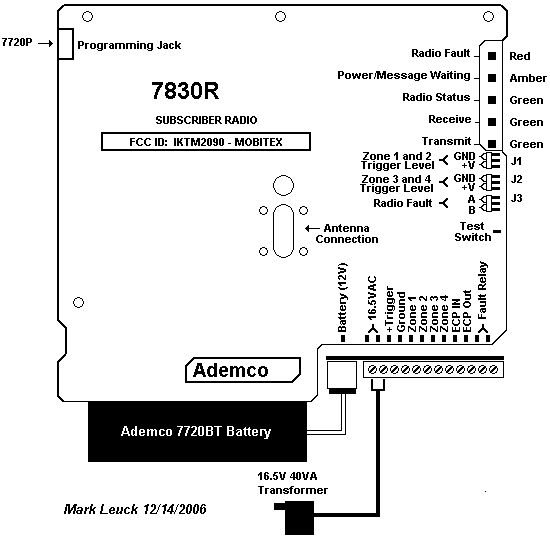 7720P
Programming Jack
7830R
SUBSCRIBER RADIO
FCC ID: IKTM2090 - MOBITEX
Radio Fault
Red
Power/Message Waiting
Amber
Radio Status
Green
Receive
Green
Transmit
Green
Zone 1 and 2
Trigger Level
GND
+V
J1
Zone 3 and 4
Trigger Level
GND
+V
J2
Radio Fault
A
B
J3
Test
Switch
Antenna
Connection
Battery (12V)
16.5VAC
+Trigger
Ground
Zone 1
Zone 2
Zone 3
Zone 4
ECP IN
ECP Out
Fault Relay
Ademco
Ademco 7720BT Battery
16.5V 40VA
Transformer
Mark Leuck 12/14/2006